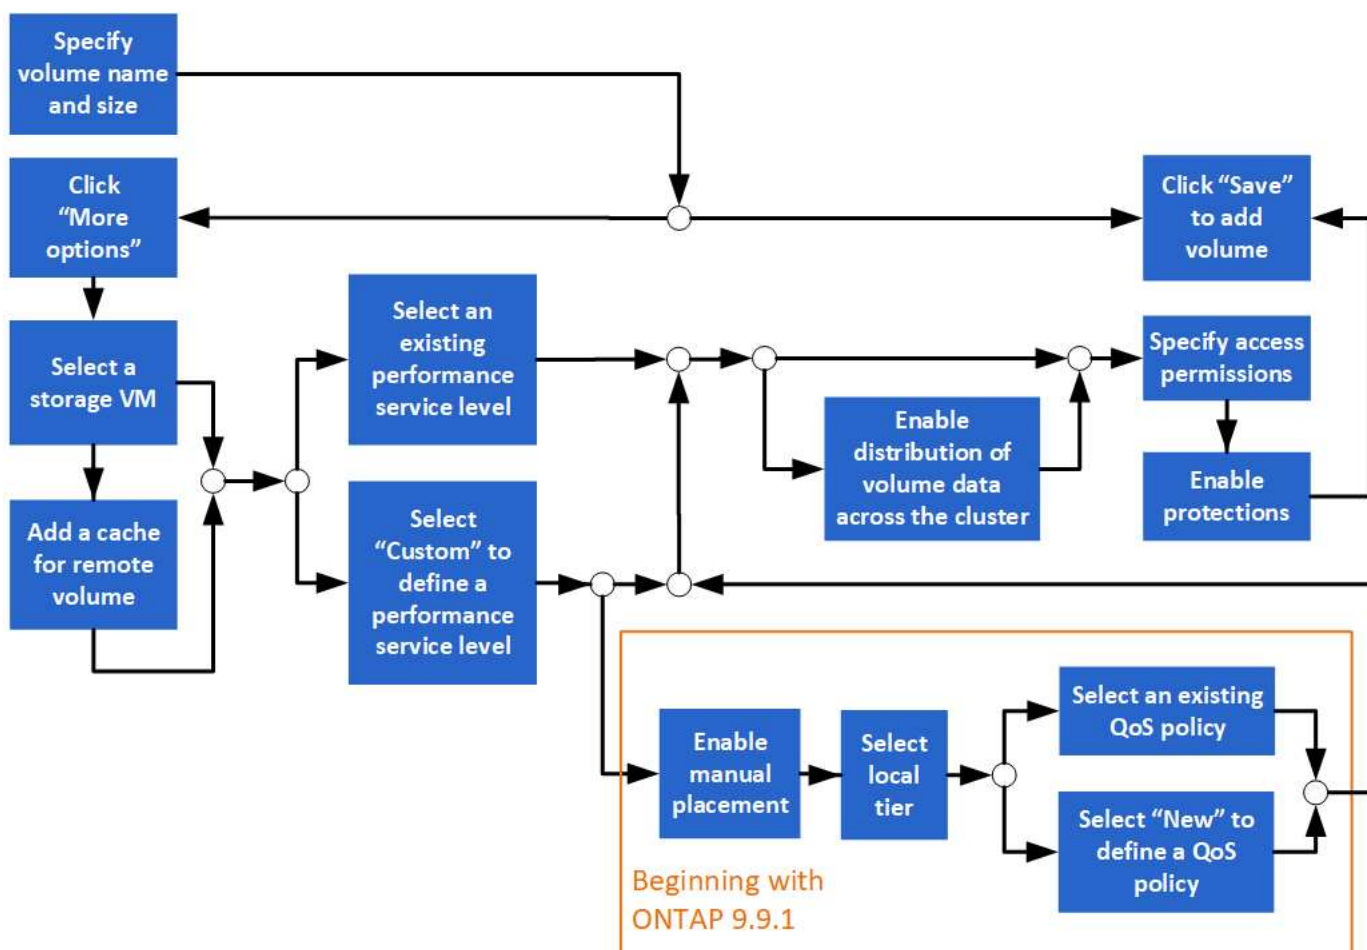 Specify
volume name
and size
Click
“More
options”
Click “Save”
to add
volume
Select a
storage VM
Select an
existing
performance
service level
Specify access
permissions
Enable
distribution of
volume data
across the cluster
Enable
protections
Add a cache
for remote
volume
Select
“Custom” to
define a
performance
service level
Enable
manual
placement
Select
local
tier
Select an existing
QoS policy
Select “New” to
define a QoS
policy
Beginning with
ONTAP 9.9.1